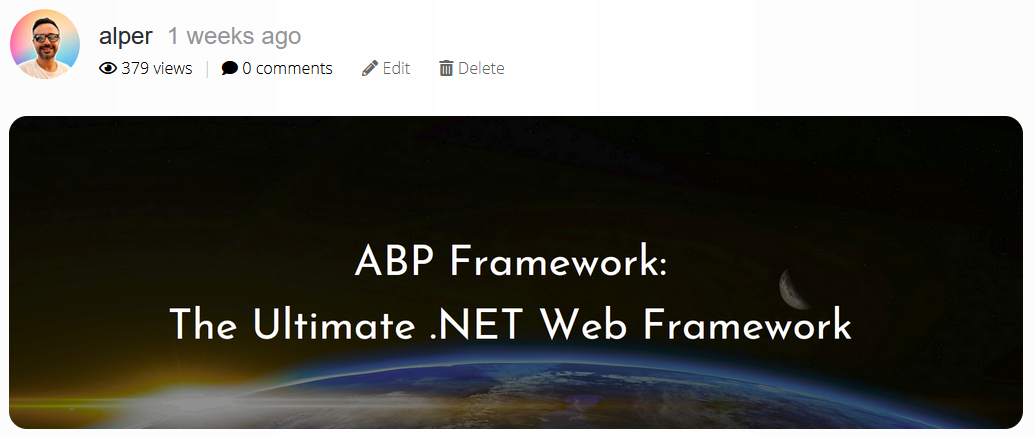 alper 1 weeks ago
379 views | 0 comments Edit Delete
ABP Framework:
The Ultimate .NET Web Framework